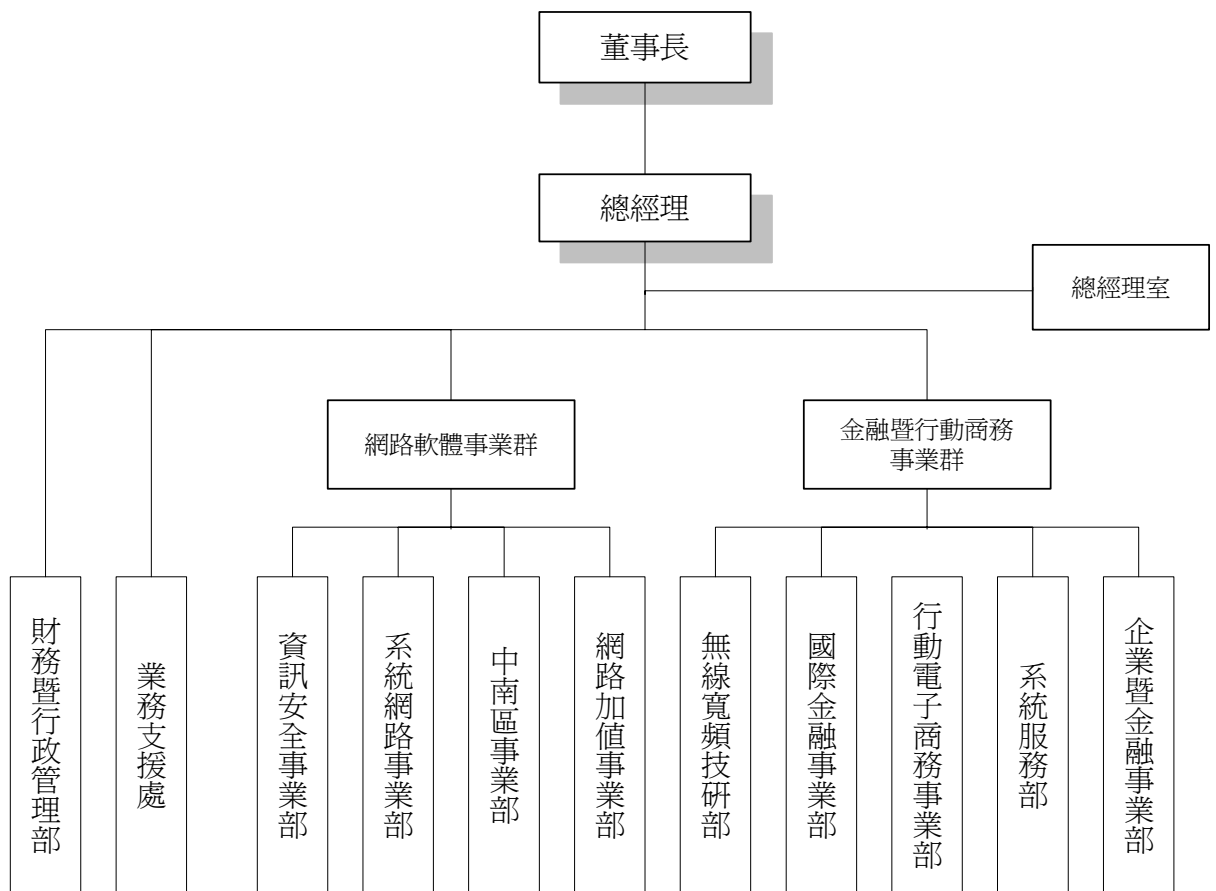 董事長
總經理
總經理室
網路軟體事業群
金融暨行動商務
事業群
財務暨行政管理部
業務支援處
資訊安全事業部
系統網路事業部
中南區事業部
網路加值事業部
無線寬頻技研部
國際金融事業部
行動電子商務事業部
系統服務部
企業暨金融事業部